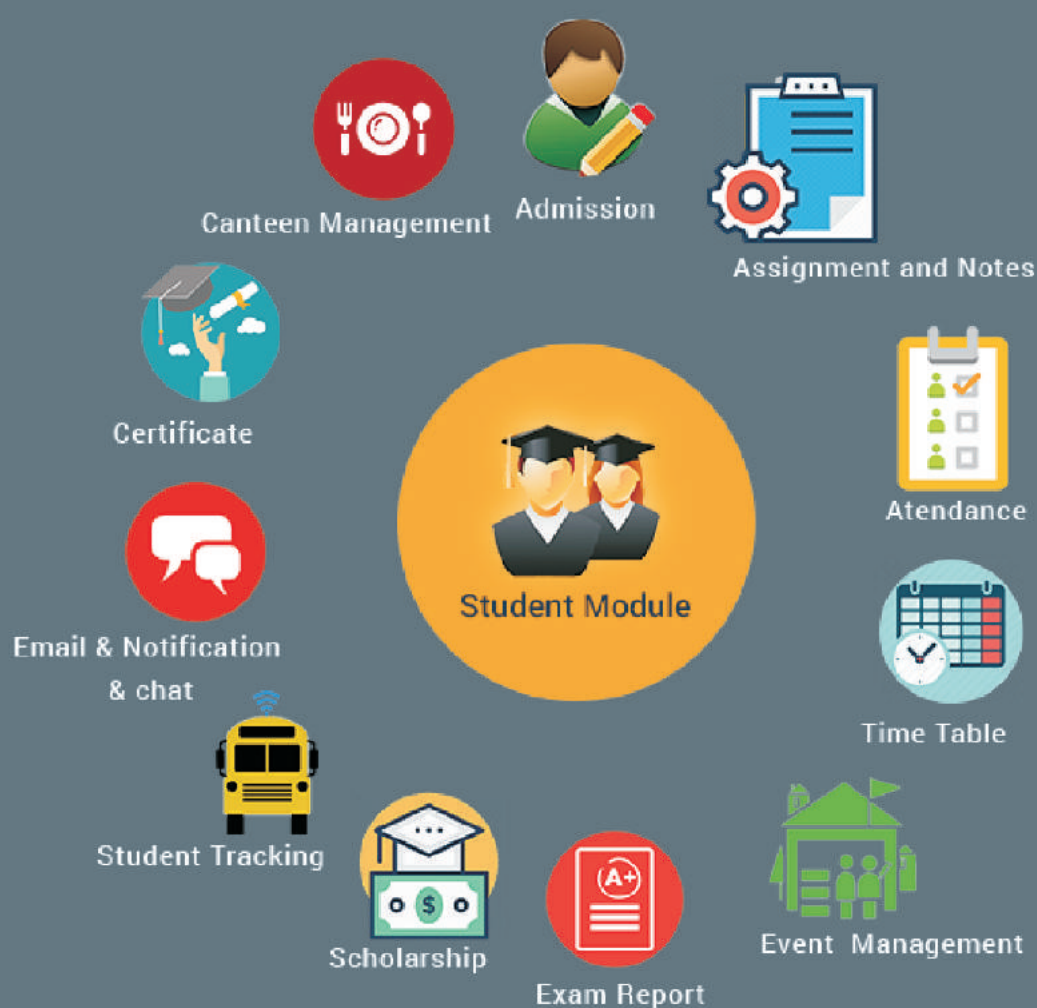 Admission
Canteen Management
Assignment and Notes
Certificate
Atendance
Student Module
Email & Notification
& chat
Time Table
Student Tracking
Scholarship
Event Management
Exam Report
A+
$